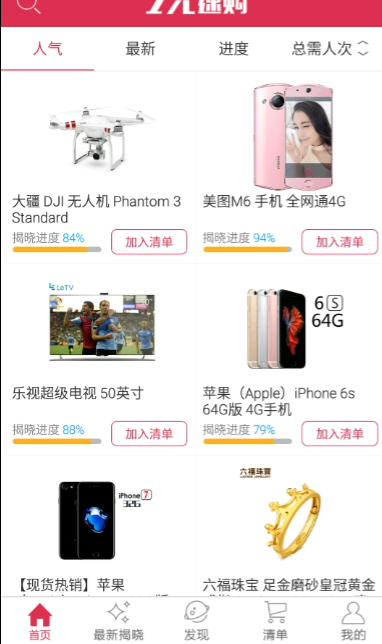 人气 最新 进度 总需人次
大疆 DJI 无人机 Phantom 3
Standard
揭晓进度 84% 加入清单
美图M6 手机 全网通4G
揭晓进度 94% 加入清单
LeTV
乐视超级电视 50英寸
揭晓进度 88% 加入清单
6S
64G
苹果（Apple）iPhone 6s
64G版 4G手机
揭晓进度 79% 加入清单
iPhone 7
32G
【现货热销】苹果
六福珠宝
六福珠宝 足金磨砂皇冠黄金
首页 最新揭晓 发现 清单 我的